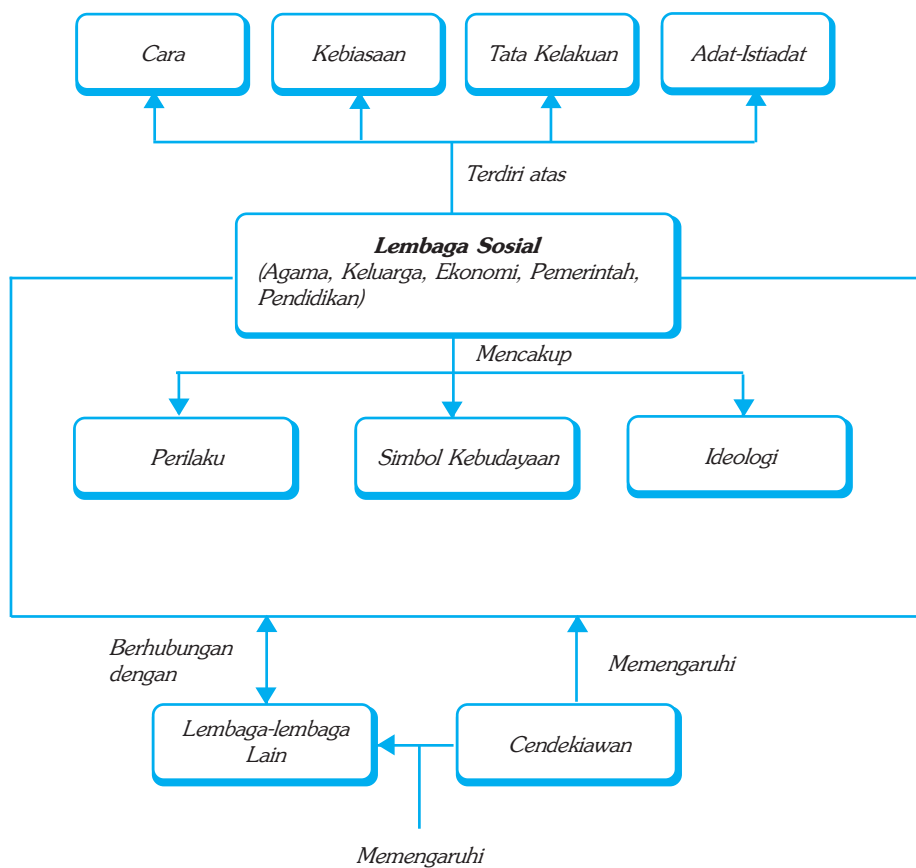 Cara
Kebiasaan
Tata Kelakuan
Adat-Istiadat
Terdiri atas
Lembaga Sosial
(Agama, Keluarga, Ekonomi, Pemerintah,
Pendidikan)
Mencakup
Perilaku
Simbol Kebudayaan
Ideologi
Berhubungan
dengan
Memengaruhi
Lembaga-lembaga
Lain
Cendekiawan
Memengaruhi